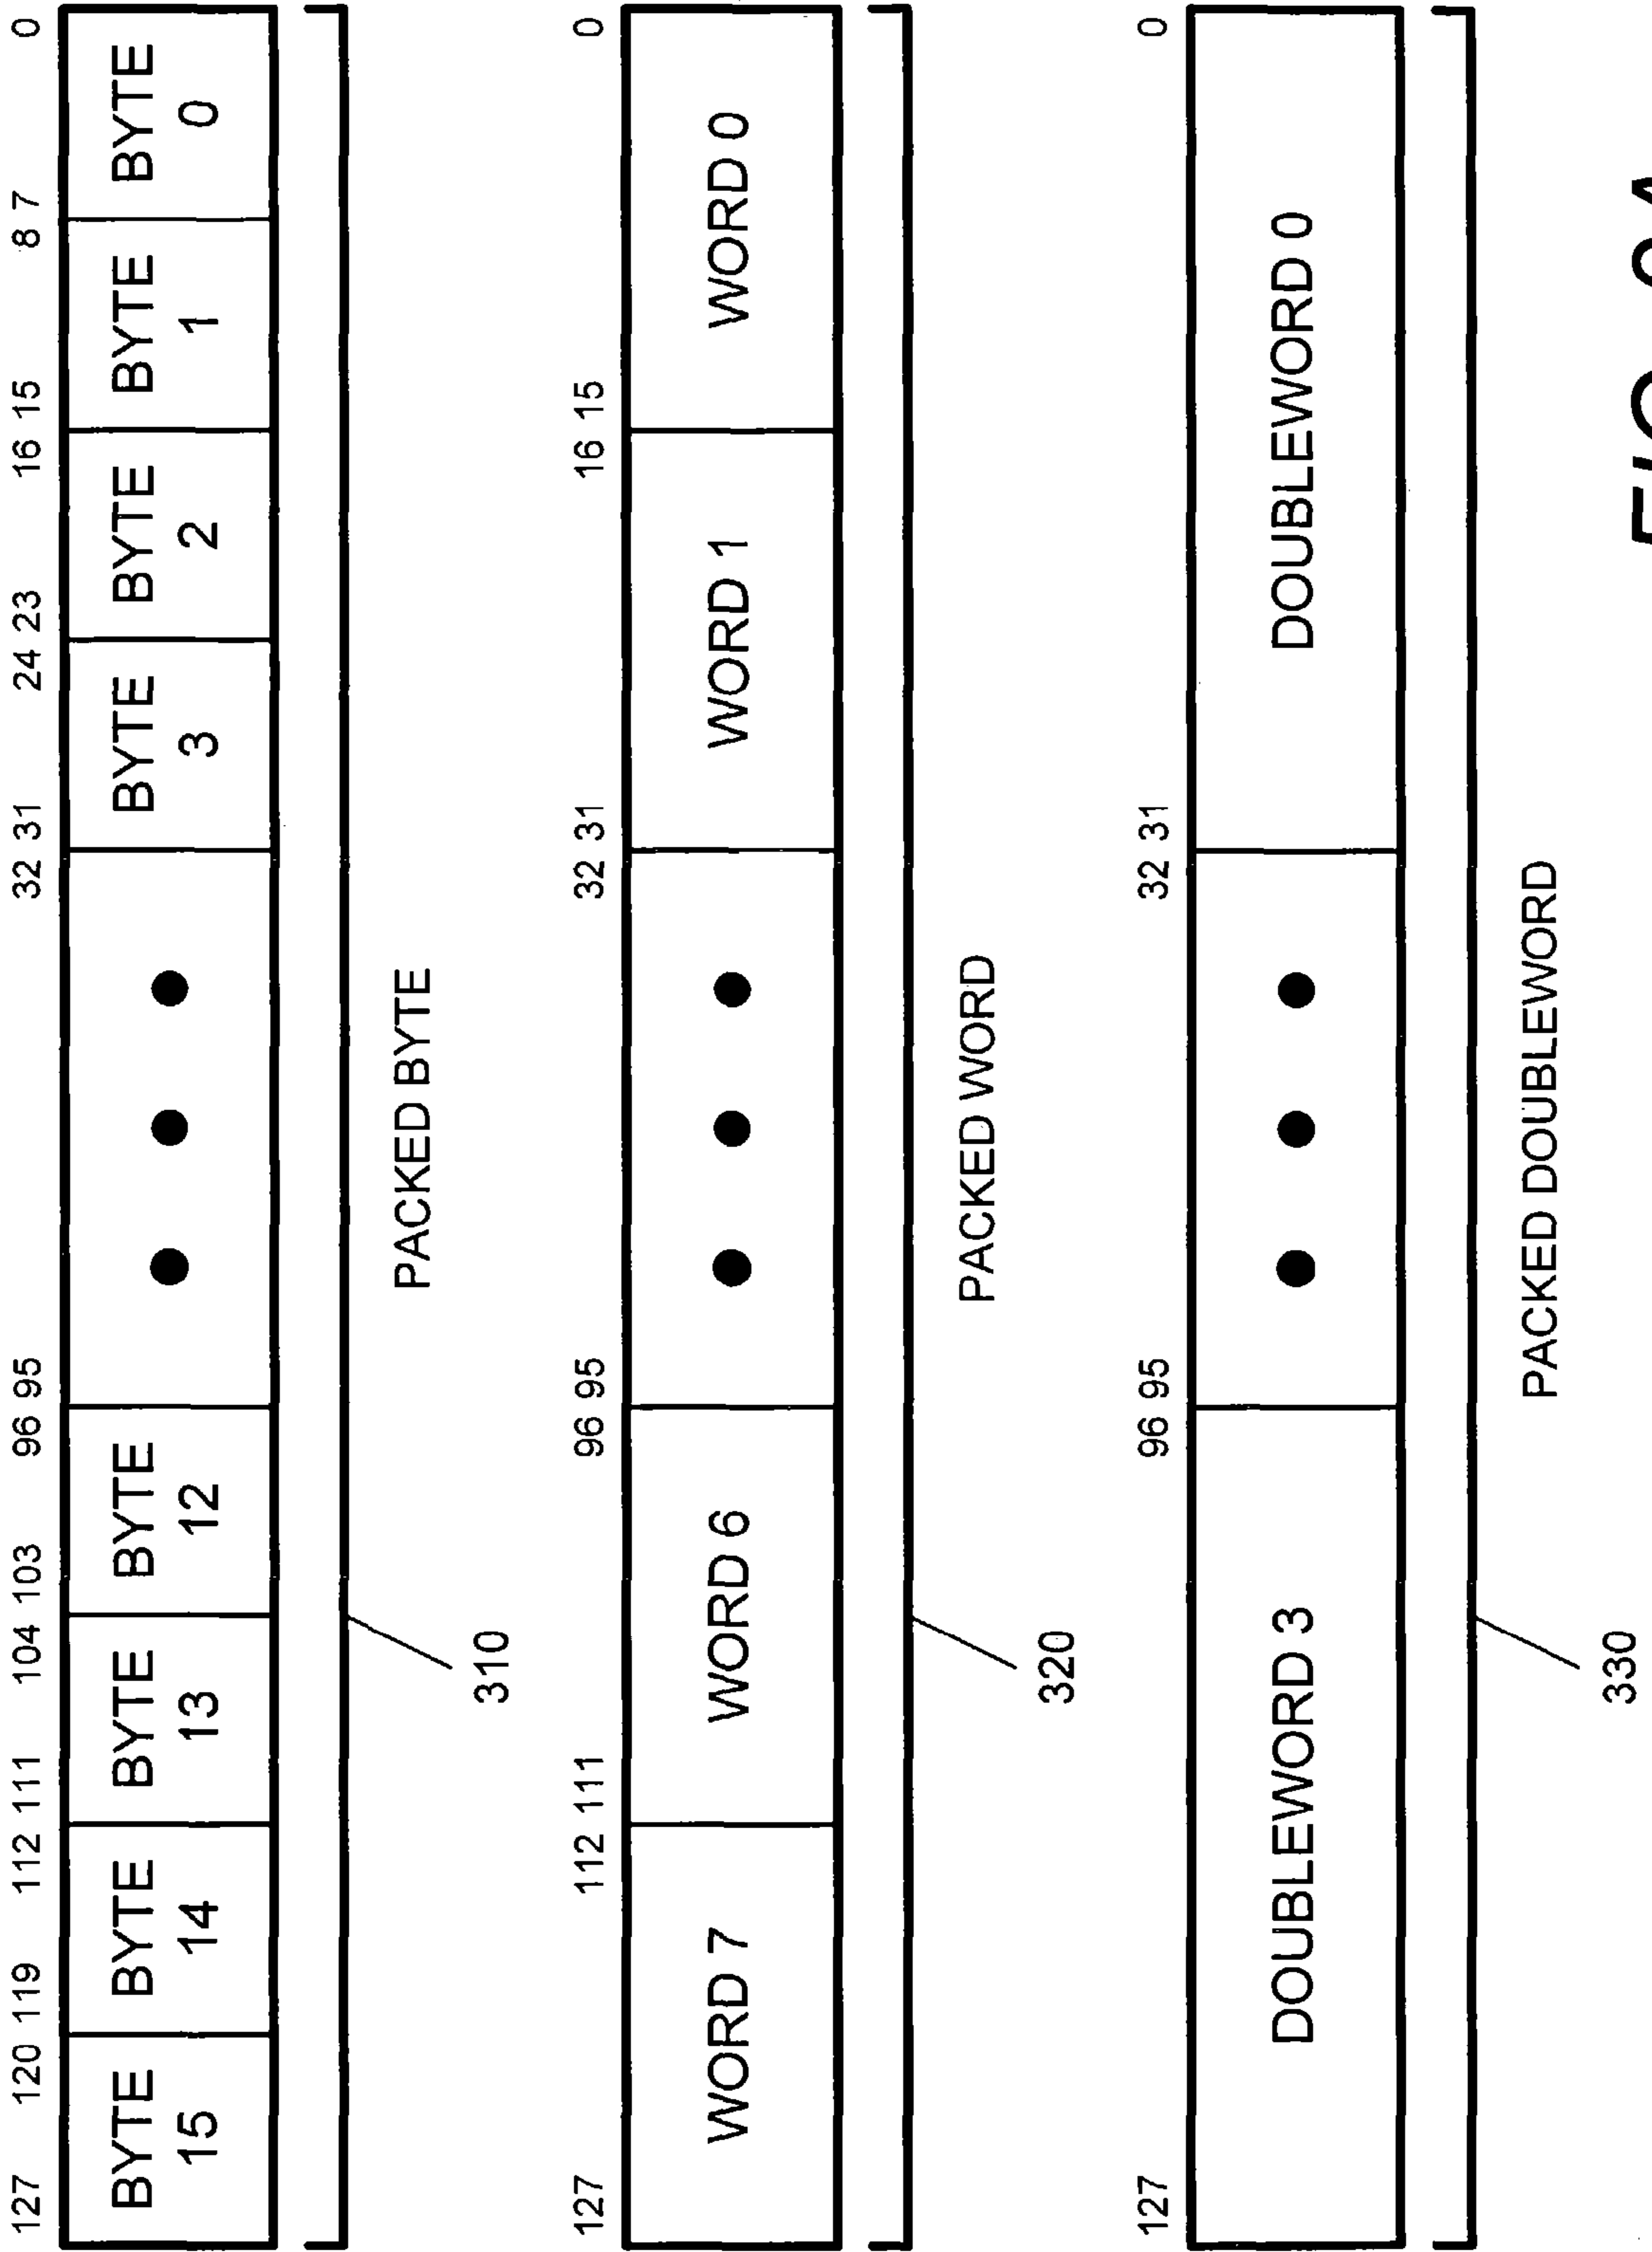 127 120 119 112 111 104 103 96 95 32 31 24 23 16 15 8 7 0
BYTE 15 BYTE 14 BYTE 13 BYTE 12 BYTE 3 BYTE 2 BYTE 1 BYTE 0
PACKED BYTE
310
127 112 111 96 95 32 31 16 15 0
WORD 7 WORD 6 WORD 1 WORD 0
PACKED WORD
320
127 96 95 32 31 0
DOUBLEWORD 3 DOUBLEWORD 0
PACKED DOUBLEWORD
330